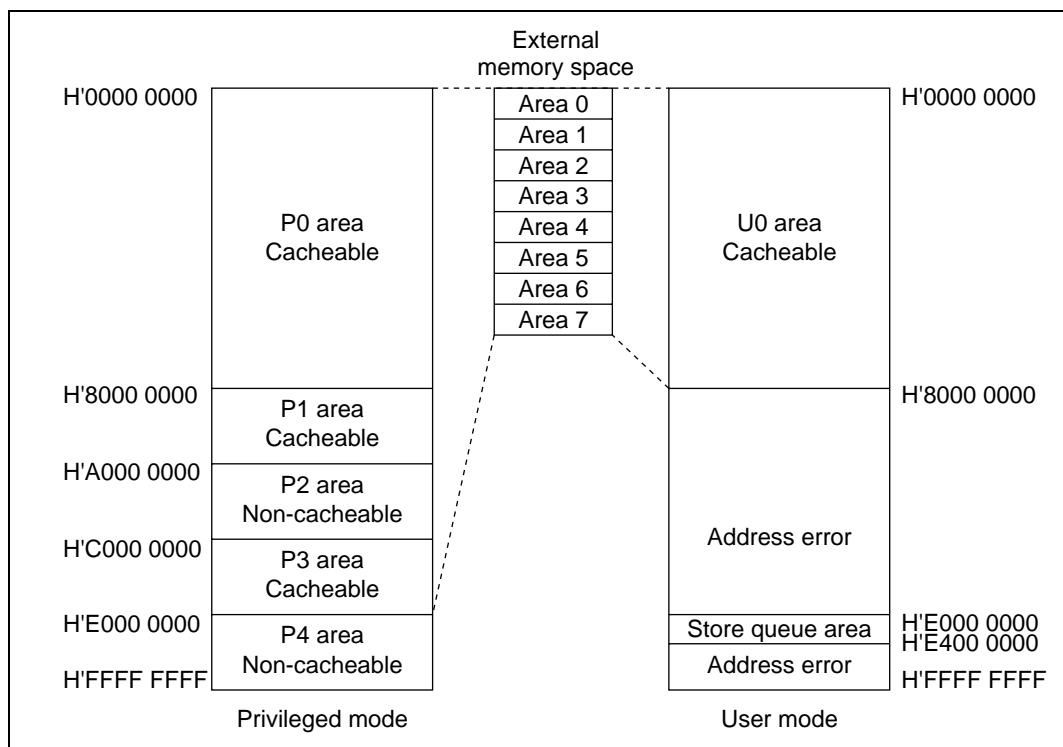 External
memory space
H'0000 0000
Area 0
Area 1
Area 2
Area 3
Area 4
Area 5
Area 6
Area 7
H'0000 0000
P0 area
Cacheable
U0 area
Cacheable
H'8000 0000
P1 area
Cacheable
H'8000 0000
H'A000 0000
P2 area
Non-cacheable
H'C000 0000
P3 area
Cacheable
Address error
H'E000 0000
P4 area
Non-cacheable
H'FFFF FFFF
Store queue area
H'E000 0000
H'E400 0000
Address error
H'FFFF FFFF
Privileged mode
User mode